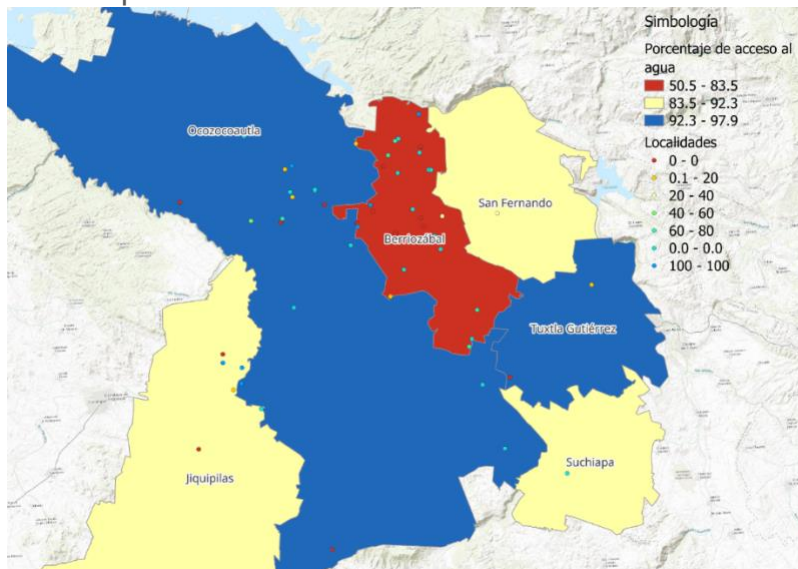 Simbología
Porcentaje de acceso al
agua
50.5 - 83.5
83.5 - 92.3
92.3 - 97.9
Localidades
0 - 0
0.1 - 20
20 - 40
40 - 60
60 - 80
0.0 - 0.0
100 - 100
Ocozocoautla
San Fernando
Berriozábal
Tuxtla Gutiérrez
Suchiapa
Jiquipilas